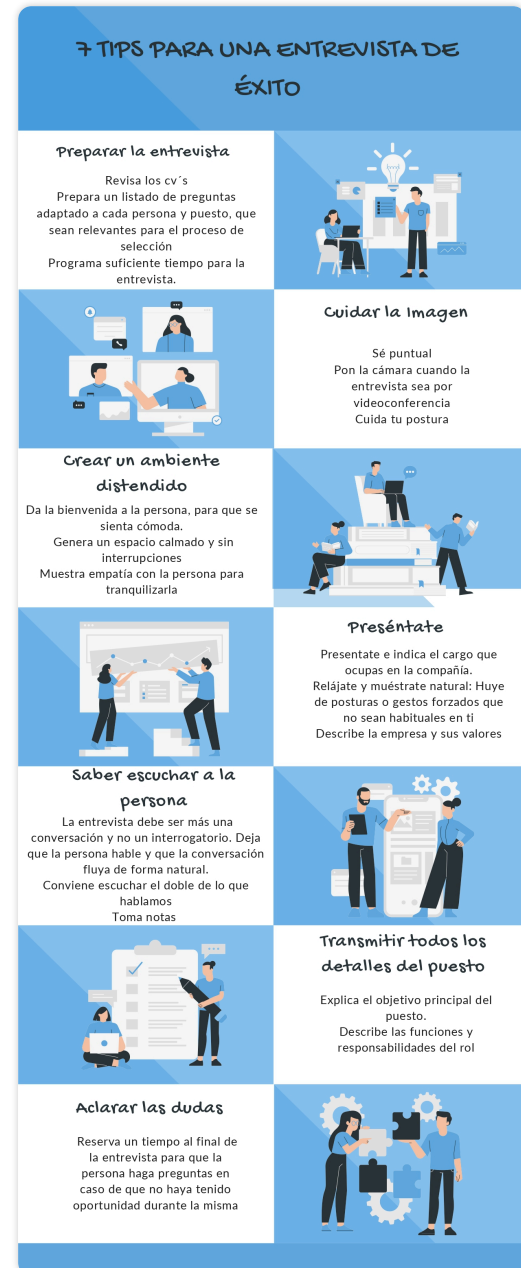 7 TIPS PARA UNA ENTREVISTA DE
ÉXITO
Preparar la entrevista
Revisa los cv´s
Prepara un listado de preguntas
adaptado a cada persona y puesto, que
sean relevantes para el proceso de
selección
Programa suficiente tiempo para la
entrevista.
Cuidar la Imagen
Sé puntual
Pon la cámara cuando la
entrevista sea por
videoconferencia
Cuida tu postura
Crear un ambiente
distendido
Da la bienvenida a la persona, para que se
sienta cómoda.
Genera un espacio calmado y sin
interrupciones
Muestra empatía con la persona para
tranquilizarla
Preséntate
Presentate e indica el cargo que
ocupas en la compañía.
Relájate y muéstrate natural: Huye
de posturas o gestos forzados que
no sean habituales en ti
Describe la empresa y sus valores
Saber escuchar a la
persona
La entrevista debe ser más una
conversación y no un interrogatorio. Deja
que la persona hable y que la conversación
fluya de forma natural.
Conviene escuchar el doble de lo que
hablamos
Toma notas
Transmitir todos los
detalles del puesto
Explica el objetivo principal del
puesto.
Describe las funciones y
responsabilidades del rol
Aclarar las dudas
Reserva un tiempo al final de
la entrevista para que la
persona haga preguntas en
caso de que no haya tenido
oportunidad durante la misma